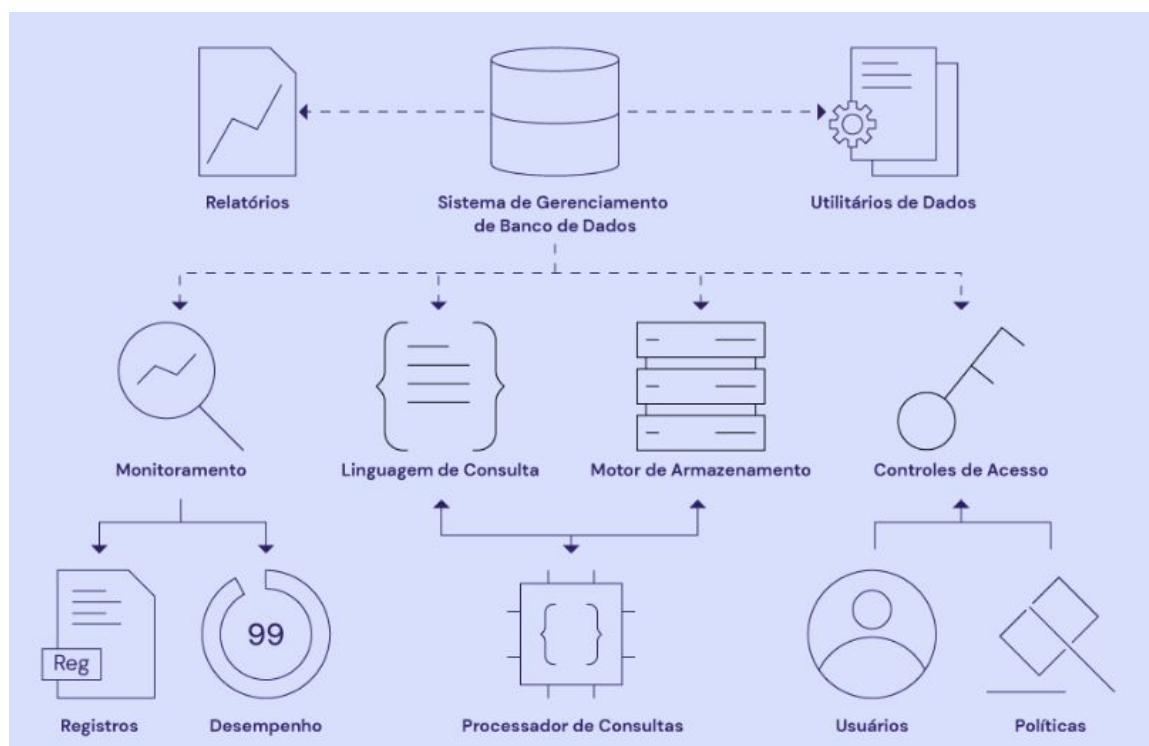 Relatórios
Sistema de Gerenciamento
de Banco de Dados
Utilitários de Dados
Monitoramento
Linguagem de Consulta
Motor de Armazenamento
Controles de Acesso
Reg
99
Registros
Desempenho
Processador de Consultas
Usuários
Políticas